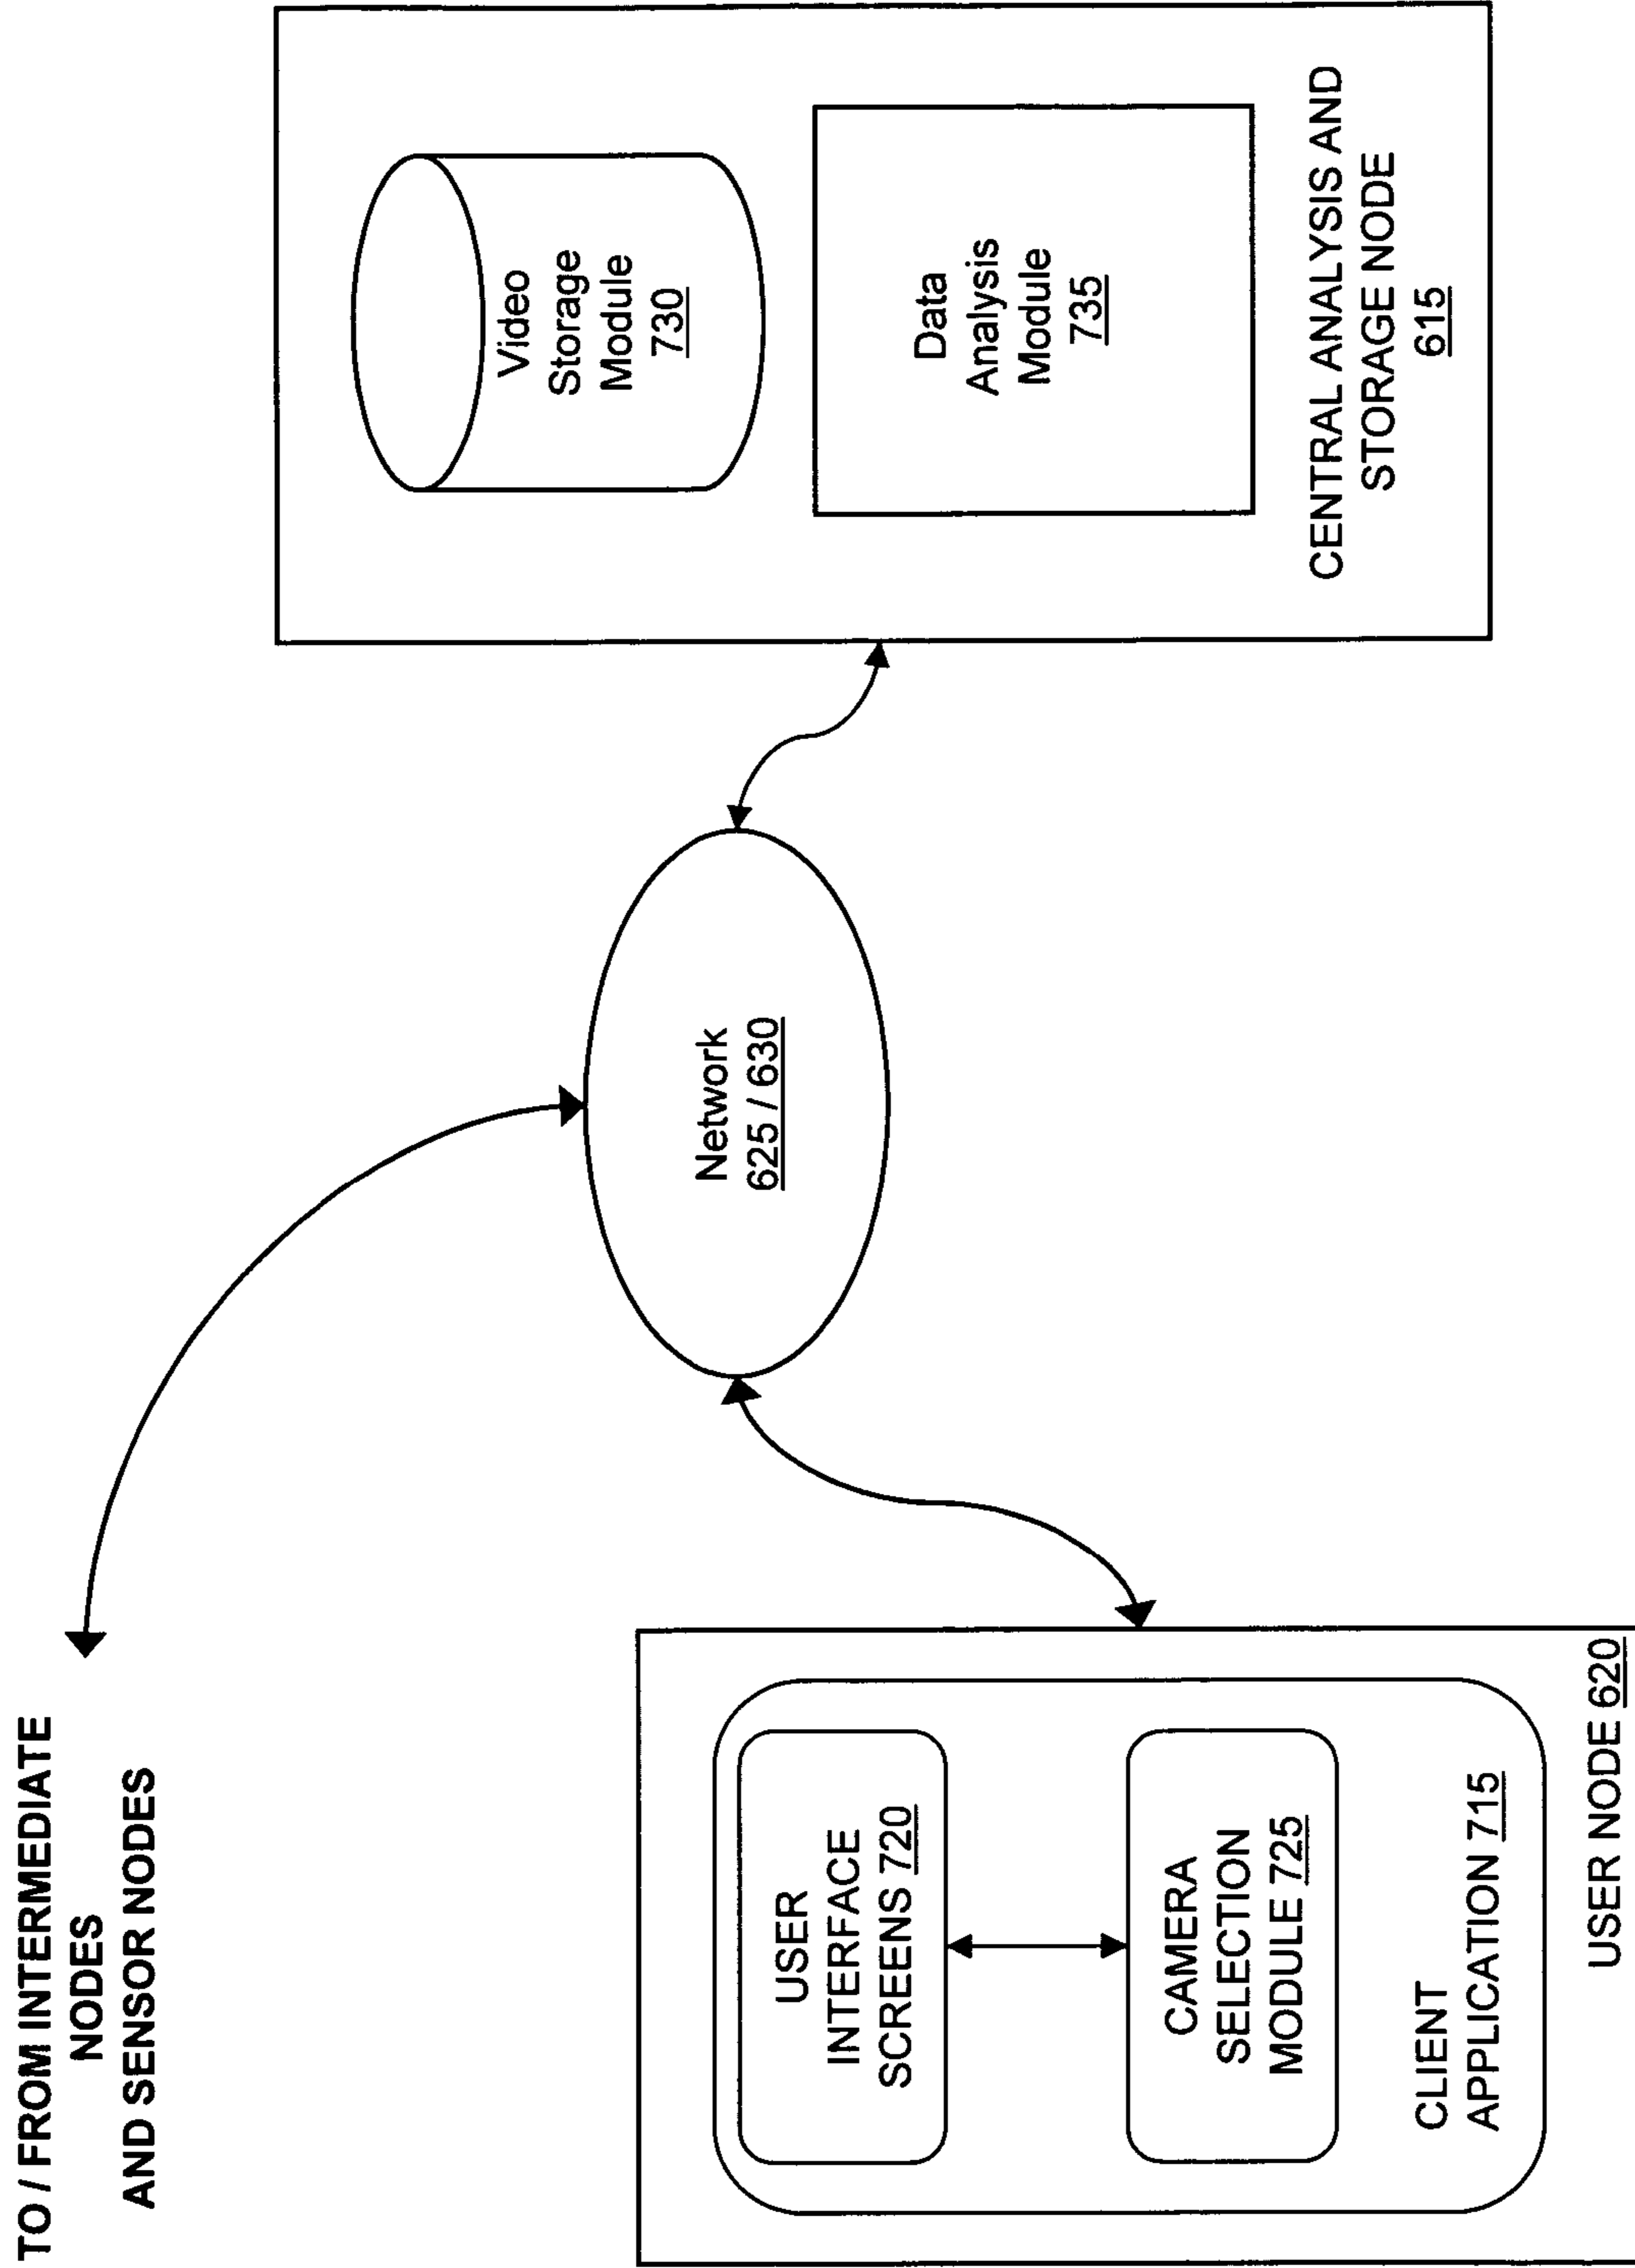 TO / FROM INTERMEDIATE
NODES
AND SENSOR NODES
USER
INTERFACE
SCREENS 720
CAMERA
SELECTION
MODULE 725
CLIENT
APPLICATION 715
USER NODE 620
Network
625 / 630
Video
Storage
Module
730
Data
Analysis
Module
735
CENTRAL ANALYSIS AND
STORAGE NODE
615